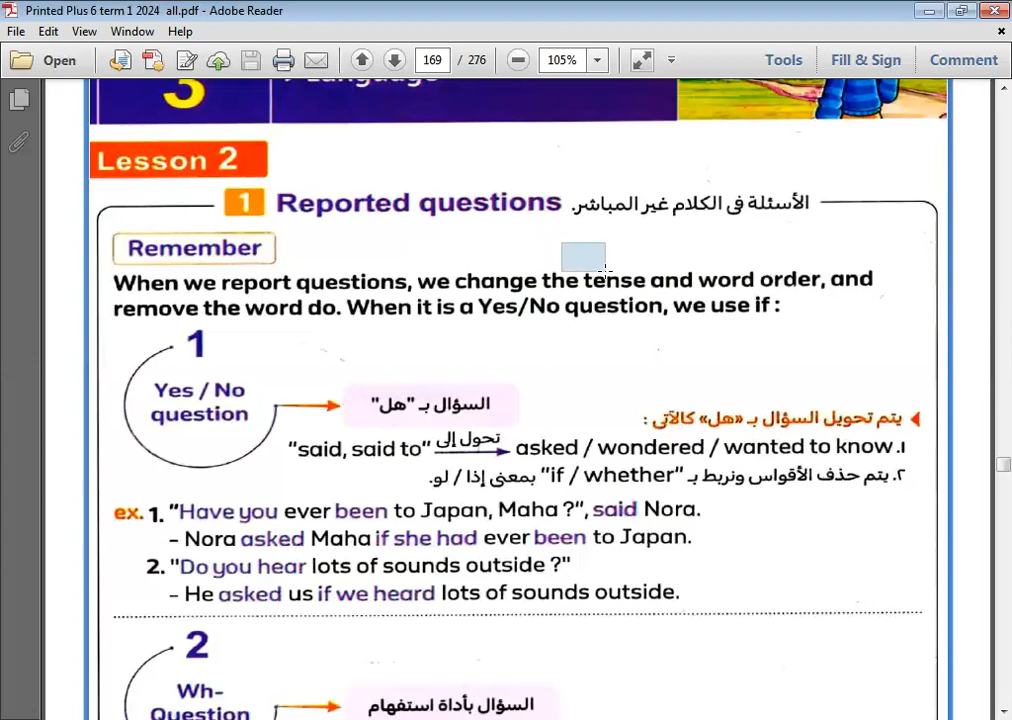 Printed Plus 6 term 1 2024 all.pdf - Adobe Reader
File Edit View Window Help
Open 169 / 276 105% Tools Fill & Sign Comment
3 Language
Lesson 2
1 Reported questions الأسئلة فى الكلام غير المباشر.
Remember
When we report questions, we change the tense and word order, and
remove the word do. When it is a Yes/No question, we use if :
1
Yes / No
question
السؤال بـ "هل"
يتم تحويل السؤال بـ «هل» كالآتى :
١. "said, said to" تحول إلى asked / wondered / wanted to know
٢. يتم حذف الأقواس ونربط بـ "if / whether" بمعنى إذا / لو.
ex. 1. "Have you ever been to Japan, Maha ?", said Nora.
- Nora asked Maha if she had ever been to Japan.
2. "Do you hear lots of sounds outside ?"
- He asked us if we heard lots of sounds outside.
2
Wh-
Question
السؤال بأداة استفهام